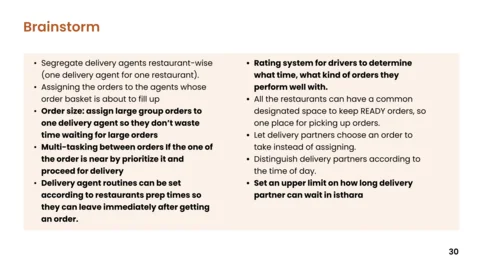 Brainstorm
• Segregate delivery agents restaurant-wise
(one delivery agent for one restaurant).
• Assigning the orders to the agents whose
order basket is about to fill up
• Order size: assign large group orders to
one delivery agent so they don't waste
time waiting for large orders
• Multi-tasking between orders If the one of
the order is near by prioritize it and
proceed for delivery
• Delivery agent routines can be set
according to restaurants prep times so
they can leave immediately after getting
an order.
• Rating system for drivers to determine
what time, what kind of orders they
perform well with.
• All the restaurants can have a common
designated space to keep READY orders, so
one place for picking up orders.
• Let delivery partners choose an order to
take instead of assigning.
• Distinguish delivery partners according to
the time of day.
• Set an upper limit on how long delivery
partner can wait in isthara
30